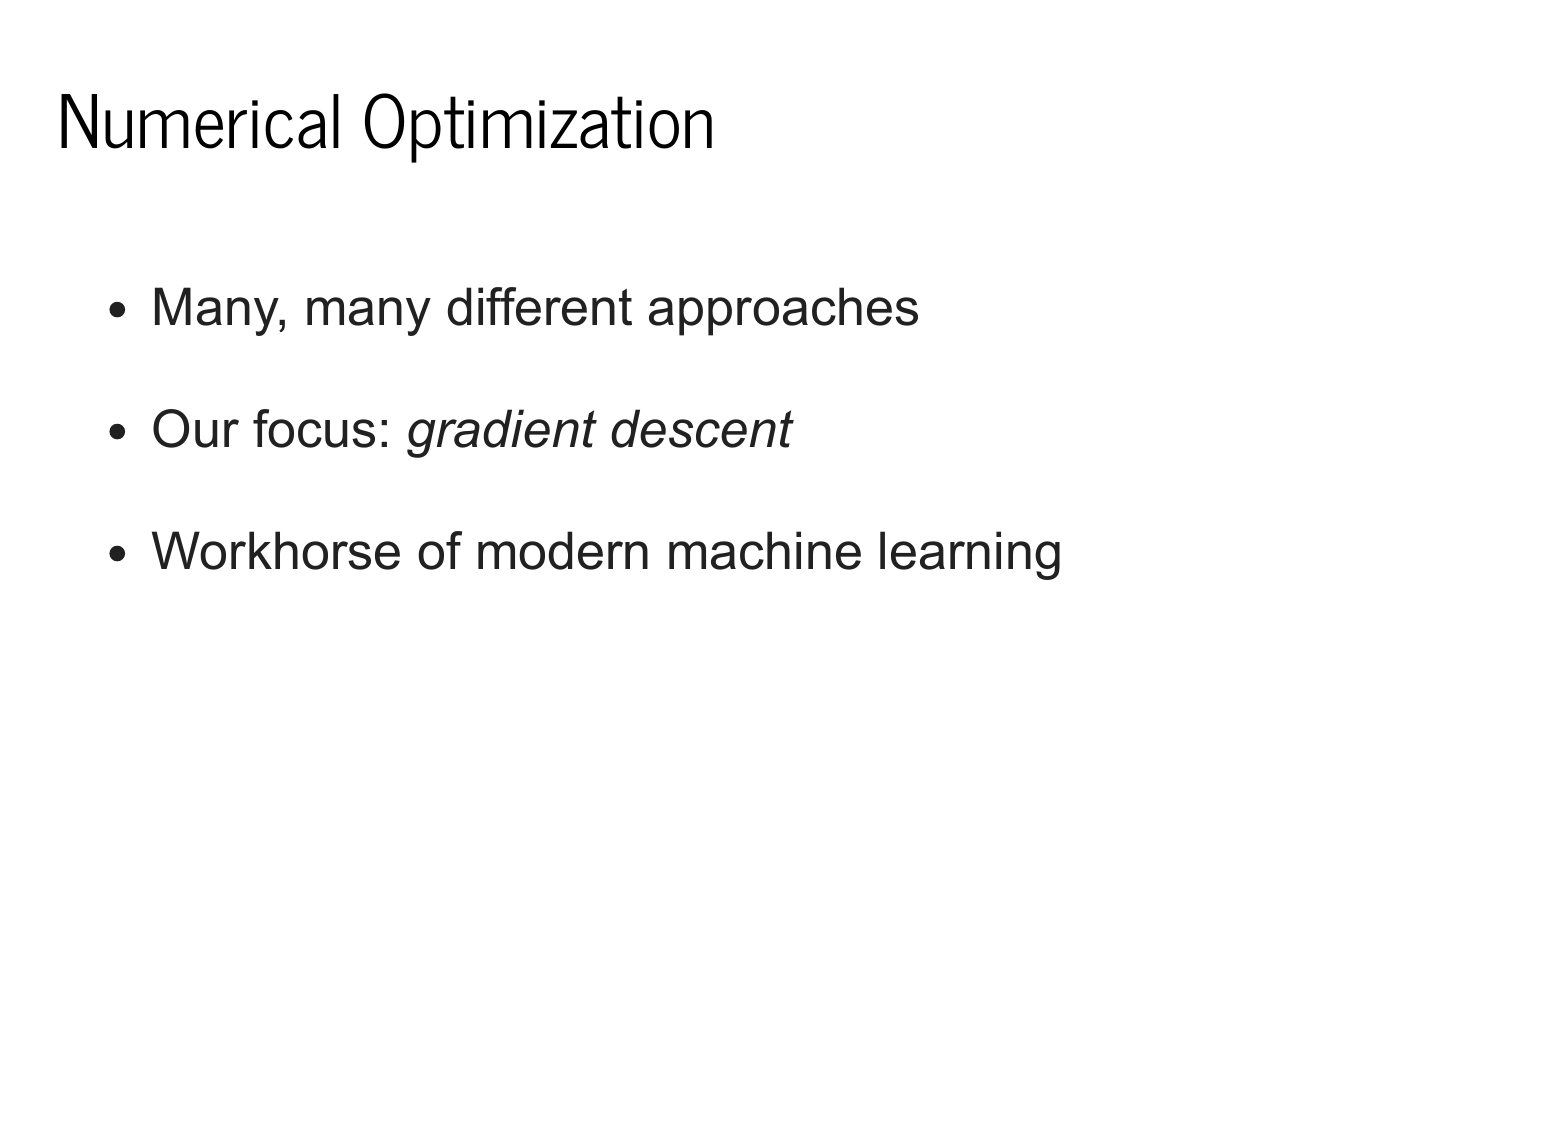 Numerical Optimization
• Many, many different approaches
• Our focus: gradient descent
• Workhorse of modern machine learning